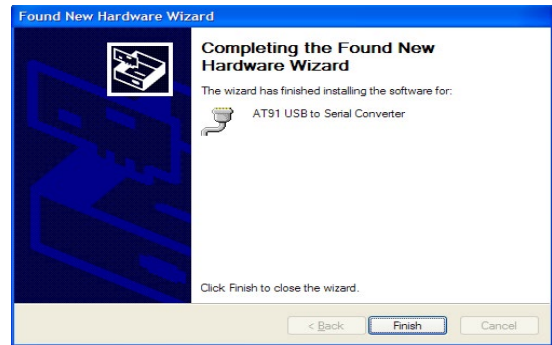 Found New Hardware Wizard
Completing the Found New
Hardware Wizard
The wizard has finished installing the software for:
AT91 USB to Serial Converter
Click Finish to close the wizard.
< Back
Finish
Cancel